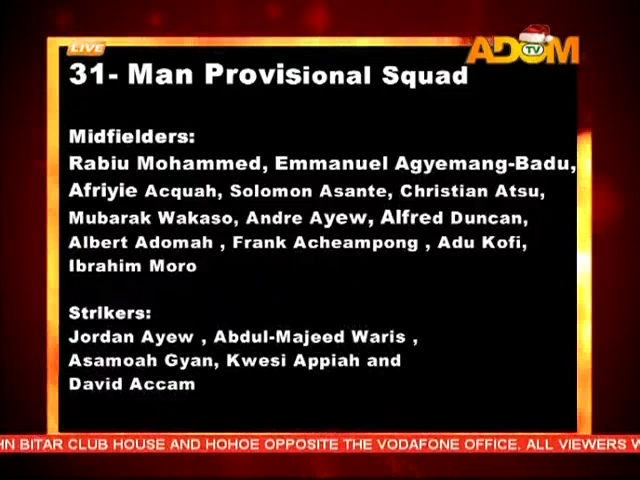 LIVE
ADOM
TV
31- Man Provisional Squad
Midfielders:
Rabiu Mohammed, Emmanuel Agyemang-Badu,
Afriyie Acquah, Solomon Asante, Christian Atsu,
Mubarak Wakaso, Andre Ayew, Alfred Duncan,
Albert Adomah , Frank Acheampong , Adu Kofi,
Ibrahim Moro
Strikers:
Jordan Ayew , Abdul-Majeed Waris ,
Asamoah Gyan, Kwesi Appiah and
David Accam
HN BITAR CLUB HOUSE AND HOHOE OPPOSITE THE VODAFONE OFFICE. ALL VIEWERS W